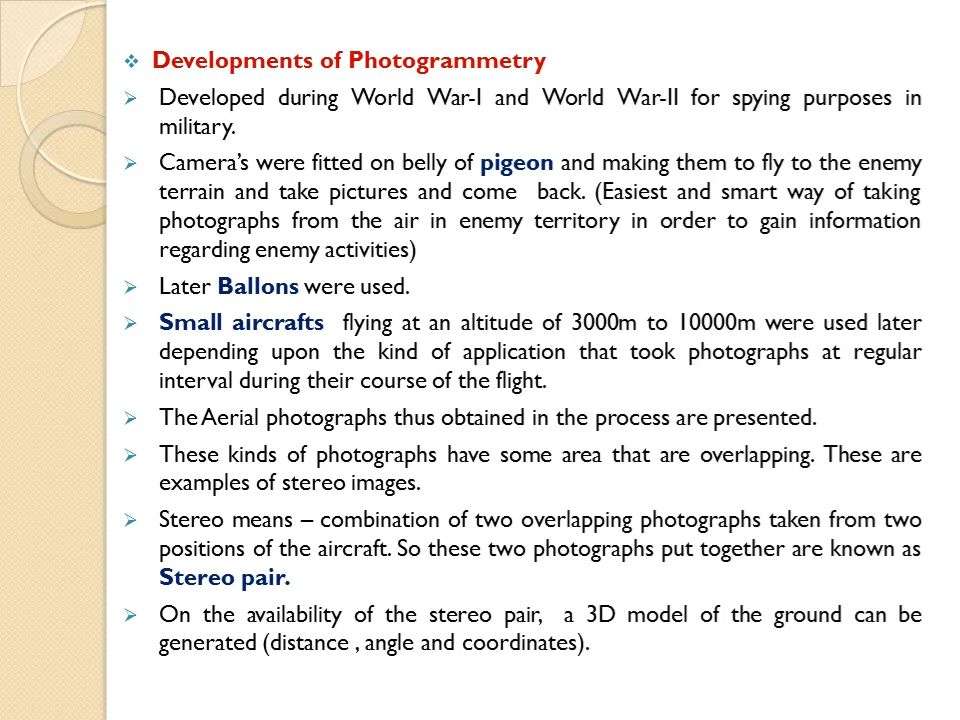 Developments of Photogrammetry
Developed during World War-I and World War-II for spying purposes in
military.
Camera’s were fitted on belly of pigeon and making them to fly to the enemy
terrain and take pictures and come back. (Easiest and smart way of taking
photographs from the air in enemy territory in order to gain information
regarding enemy activities)
Later Ballons were used.
Small aircrafts flying at an altitude of 3000m to 10000m were used later
depending upon the kind of application that took photographs at regular
interval during their course of the flight.
The Aerial photographs thus obtained in the process are presented.
These kinds of photographs have some area that are overlapping. These are
examples of stereo images.
Stereo means – combination of two overlapping photographs taken from two
positions of the aircraft. So these two photographs put together are known as
Stereo pair.
On the availability of the stereo pair, a 3D model of the ground can be
generated (distance , angle and coordinates).